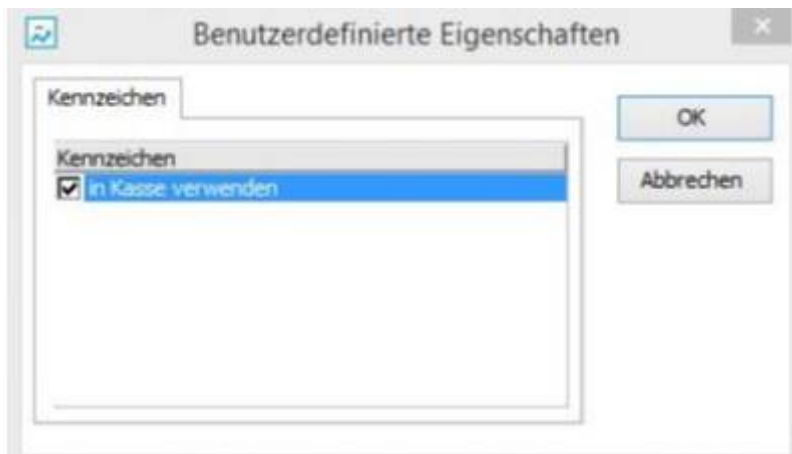 Benutzerdefinierte Eigenschaften
Kennzeichen
OK
Kennzeichen
in Kasse verwenden
Abbrechen